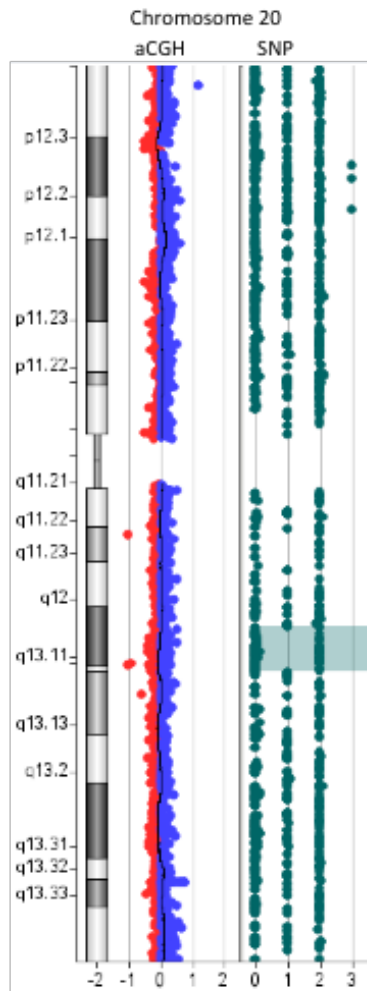 Chromosome 20
aCGH SNP
p12.3
p12.2
p12.1
p11.23
p11.22
q11.21
q11.22
q11.23
q12
q13.11
q13.13
q13.2
q13.31
q13.32
q13.33
-2 -1 0 1 2 0 1 2 3